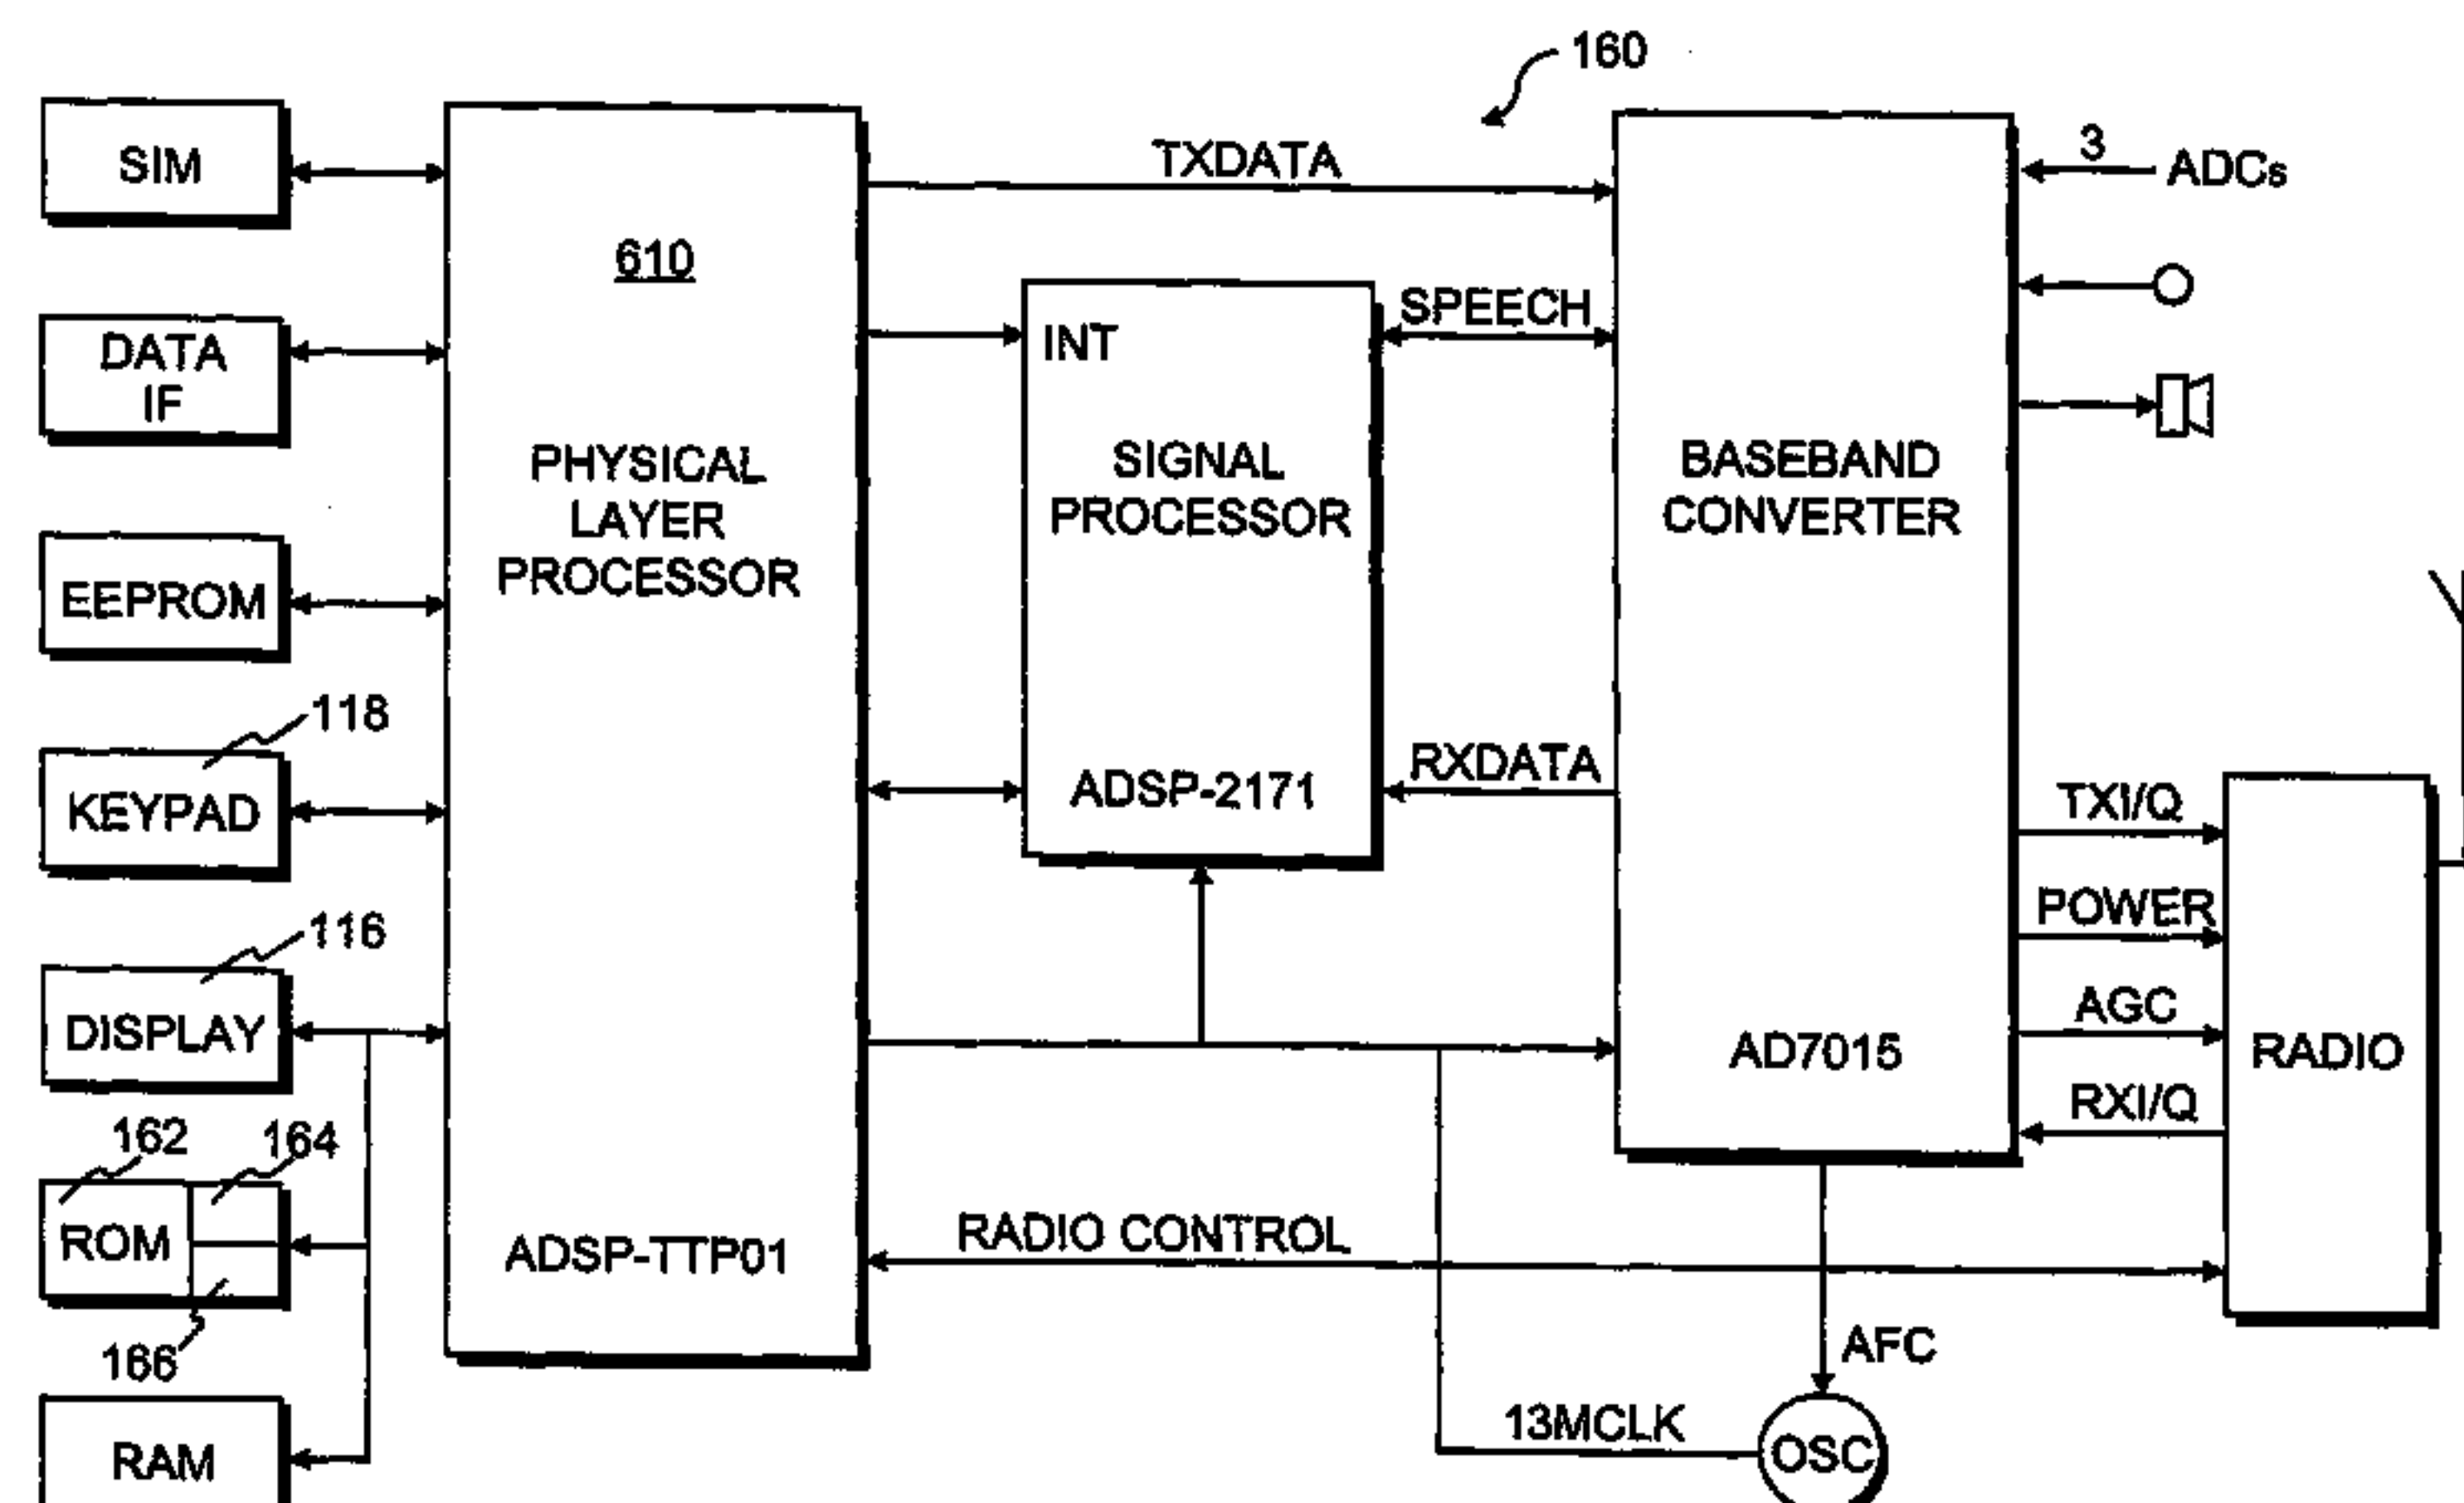 160
SIM
TXDATA
3
ADCs
610
DATA
IF
INT
SPEECH
PHYSICAL
LAYER
PROCESSOR
SIGNAL
PROCESSOR
BASEBAND
CONVERTER
EEPROM
118
KEYPAD
ADSP-2171
RXDATA
TXI/Q
POWER
116
DISPLAY
AGC
AD7015
RADIO
RXI/Q
162
164
ROM
ADSP-TTP01
RADIO CONTROL
166
AFC
RAM
13MCLK
OSC